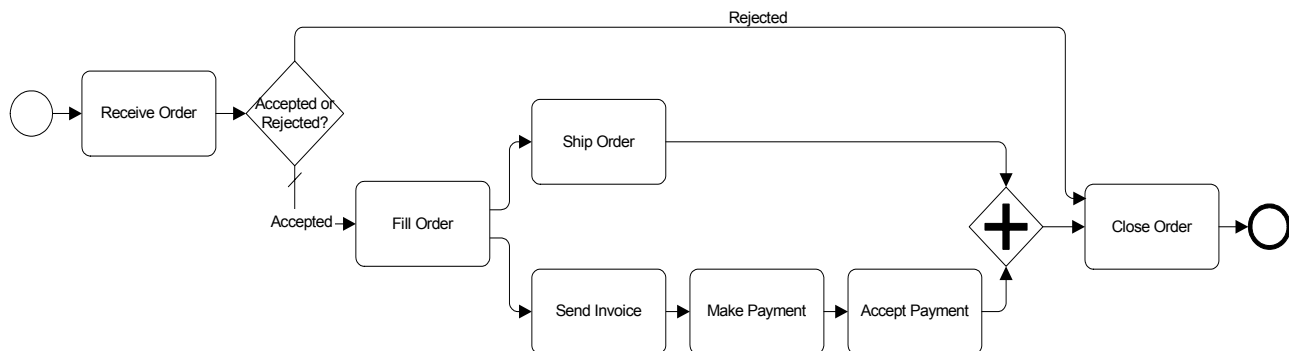 Rejected
Receive Order
Accepted or
Rejected?
Ship Order
Accepted
Fill Order
Close Order
Send Invoice
Make Payment
Accept Payment